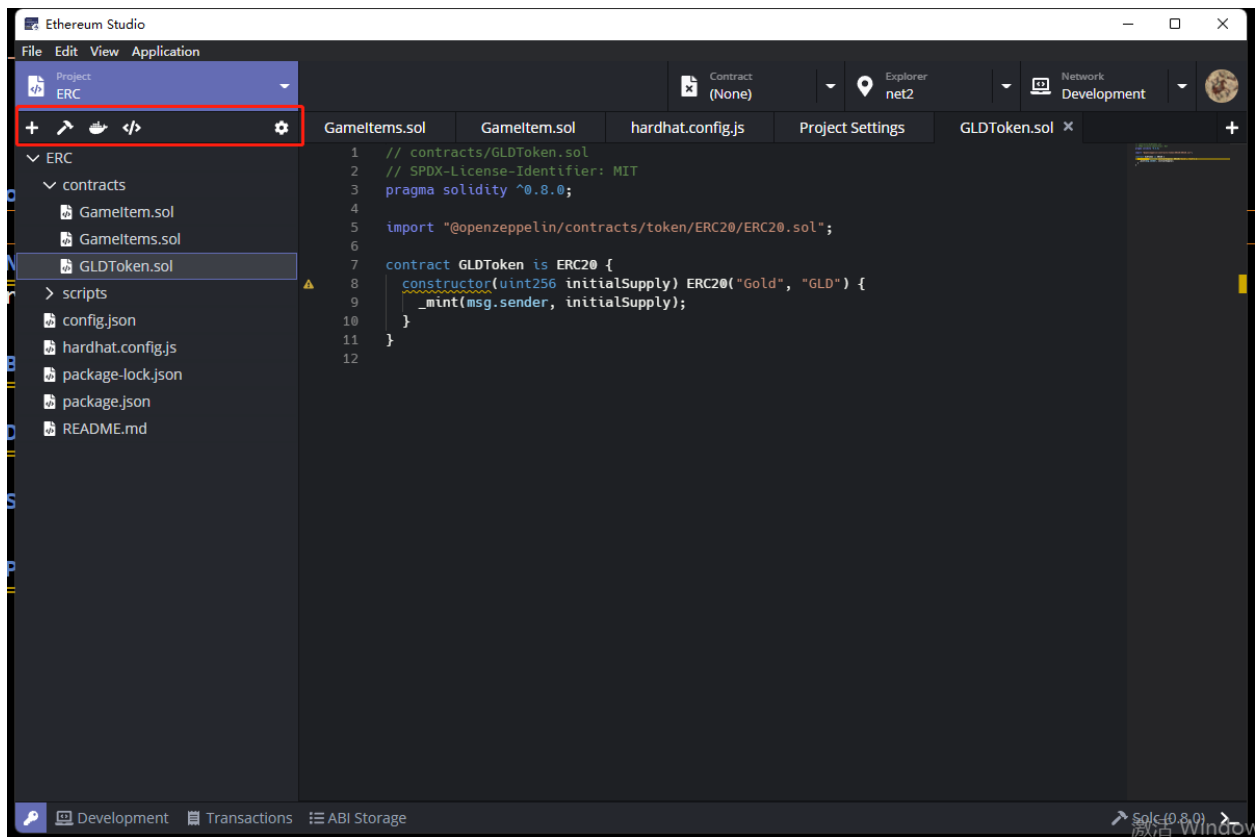 Ethereum Studio
File Edit View Application
Project
ERC
Contract
(None)
Explorer
net2
Network
Development
GameItems.sol GameItem.sol hardhat.config.js Project Settings GLDToken.sol
ERC
contracts
GameItem.sol
GameItems.sol
GLDToken.sol
scripts
config.json
hardhat.config.js
package-lock.json
package.json
README.md
1 // contracts/GLDToken.sol
2 // SPDX-License-Identifier: MIT
3 pragma solidity ^0.8.0;
4
5 import "@openzeppelin/contracts/token/ERC20/ERC20.sol";
6
7 contract GLDToken is ERC20 {
8 constructor(uint256 initialSupply) ERC20("Gold", "GLD") {
9 _mint(msg.sender, initialSupply);
10 }
11 }
12
Development Transactions ABI Storage
Solc (0.8.0)
激活 Window